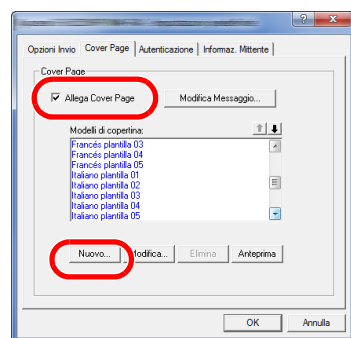 Opzioni Invio Cover Page Autenticazione Informaz. Mittente
Cover Page
Allega Cover Page Modifica Messaggio...
Modelli di copertina:
Francés plantilla 03
Francés plantilla 04
Francés plantilla 05
Italiano plantilla 01
Italiano plantilla 02
Italiano plantilla 03
Italiano plantilla 04
Italiano plantilla 05
Nuovo... Modifica... Elimina Anteprima
OK Annulla